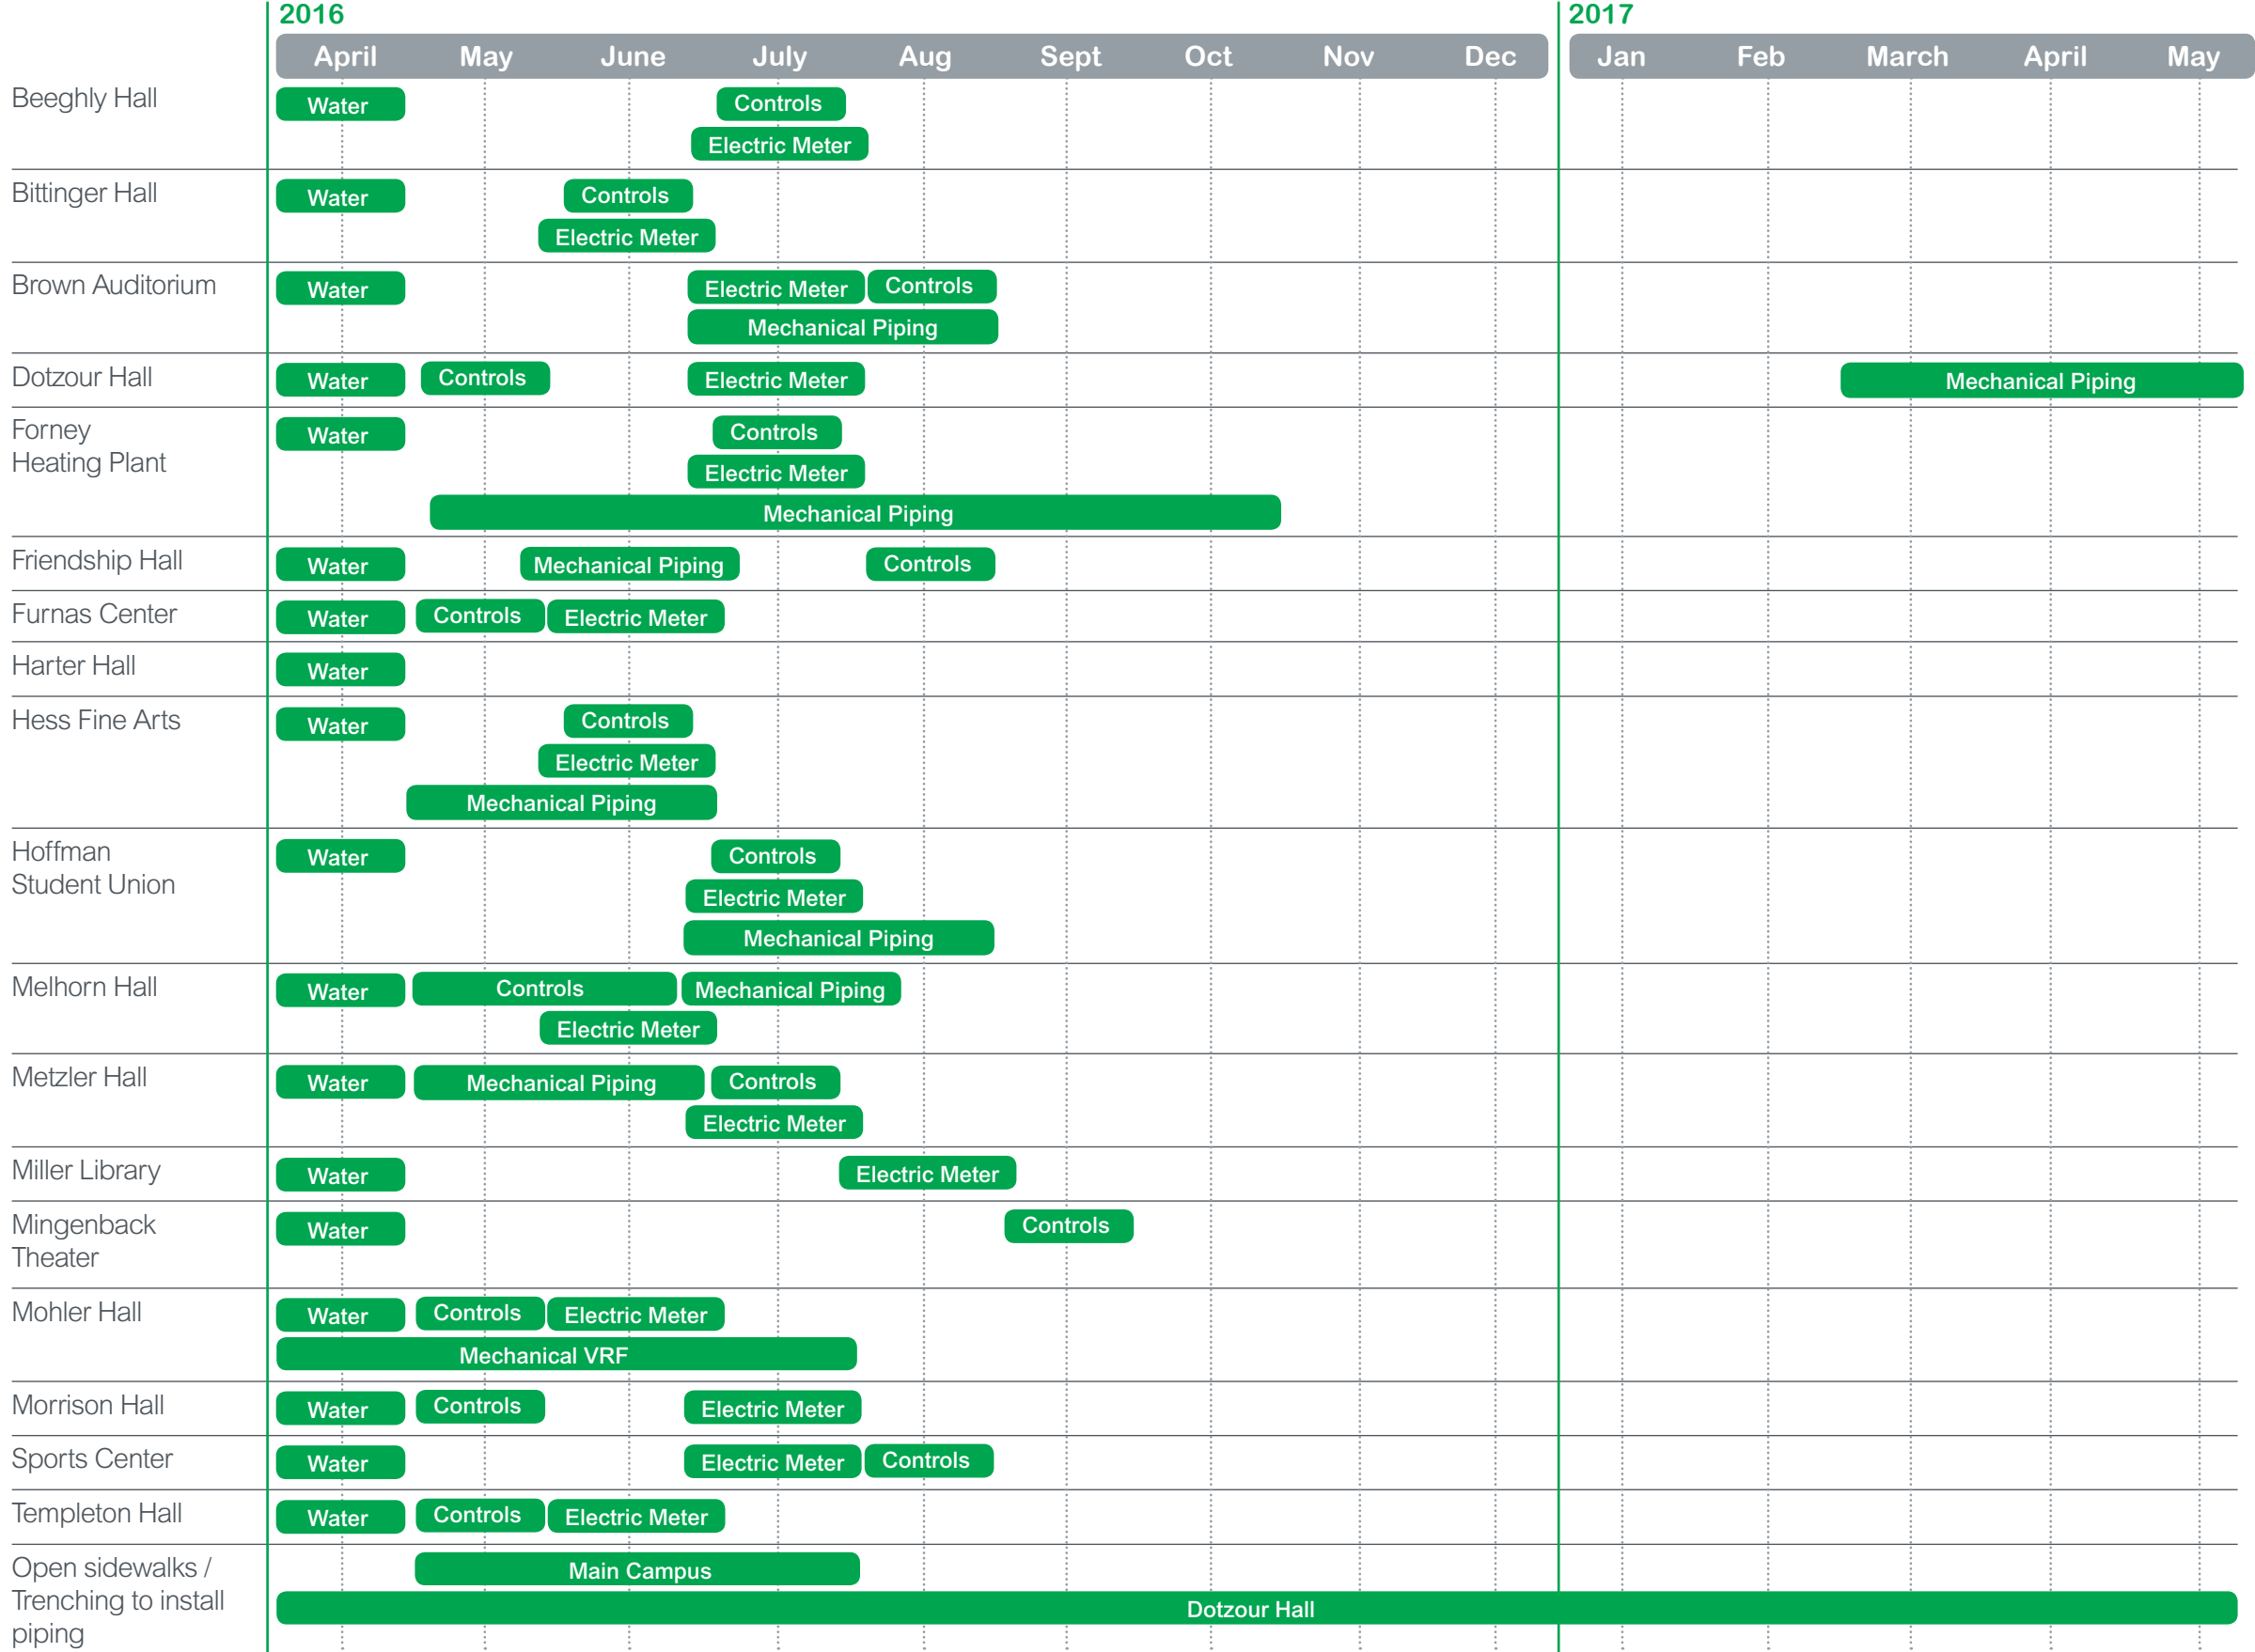 2016 2017
April May June July Aug Sept Oct Nov Dec Jan Feb March April May
Beeghly Hall
Water Controls
Electric Meter
Bittinger Hall
Water Controls
Electric Meter
Brown Auditorium
Water Electric Meter Controls
Mechanical Piping
Dotzour Hall
Water Controls Electric Meter Mechanical Piping
Forney
Heating Plant
Water Controls
Electric Meter
Mechanical Piping
Friendship Hall
Water Mechanical Piping Controls
Furnas Center
Water Controls Electric Meter
Harter Hall
Water
Hess Fine Arts
Water Controls
Electric Meter
Mechanical Piping
Hoffman
Student Union
Water Controls
Electric Meter
Mechanical Piping
Melhorn Hall
Water Controls Mechanical Piping
Electric Meter
Metzler Hall
Water Mechanical Piping Controls
Electric Meter
Miller Library
Water Electric Meter
Mingenback
Theater
Water Controls
Mohler Hall
Water Controls Electric Meter
Mechanical VRF
Morrison Hall
Water Controls Electric Meter
Sports Center
Water Electric Meter Controls
Templeton Hall
Water Controls Electric Meter
Open sidewalks /
Trenching to install
piping
Main Campus
Dotzour Hall